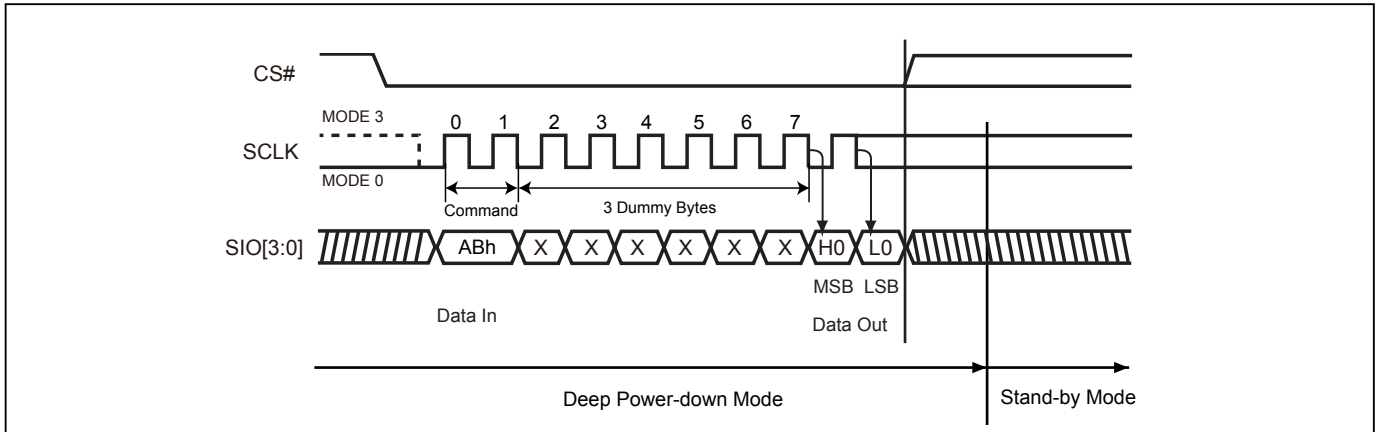 CS#
MODE 3
0 1 2 3 4 5 6 7
SCLK
MODE 0
Command
3 Dummy Bytes
SIO[3:0]
ABh X X X X X X H0 L0
MSB LSB
Data In
Data Out
Deep Power-down Mode
Stand-by Mode